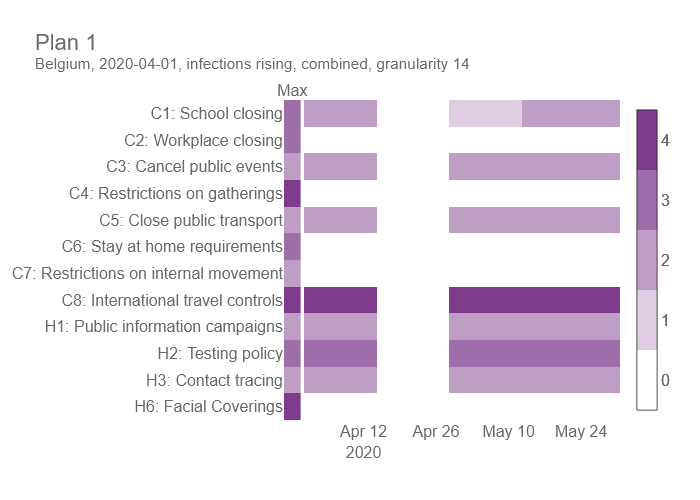 Plan 1
Belgium, 2020-04-01, infections rising, combined, granularity 14
Max
C1: School closing
C2: Workplace closing
C3: Cancel public events
C4: Restrictions on gatherings
C5: Close public transport
C6: Stay at home requirements
C7: Restrictions on internal movement
C8: International travel controls
H1: Public information campaigns
H2: Testing policy
H3: Contact tracing
H6: Facial Coverings
4
3
2
1
0
Apr 12 Apr 26 May 10 May 24
2020